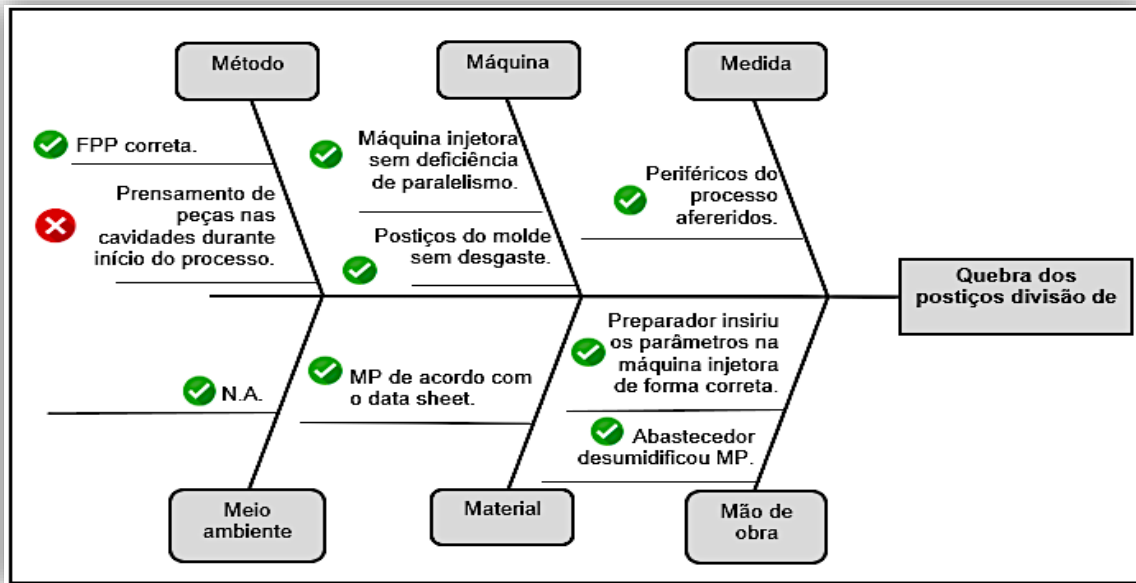 Método
Máquina
Medida
FPP correta.
Prensamento de
peças nas
cavidades durante
início do processo.
Máquina injetora
sem deficiência
de paralelismo.
Postiços do molde
sem desgaste.
Periféricos do
processo
afereridos.
Quebra dos
postiços divisão de
N.A.
MP de acordo com
o data sheet.
Preparador insiriu
os parâmetros na
máquina injetora
de forma correta.
Abastecedor
desumidificou MP.
Meio
ambiente
Material
Mão de
obra